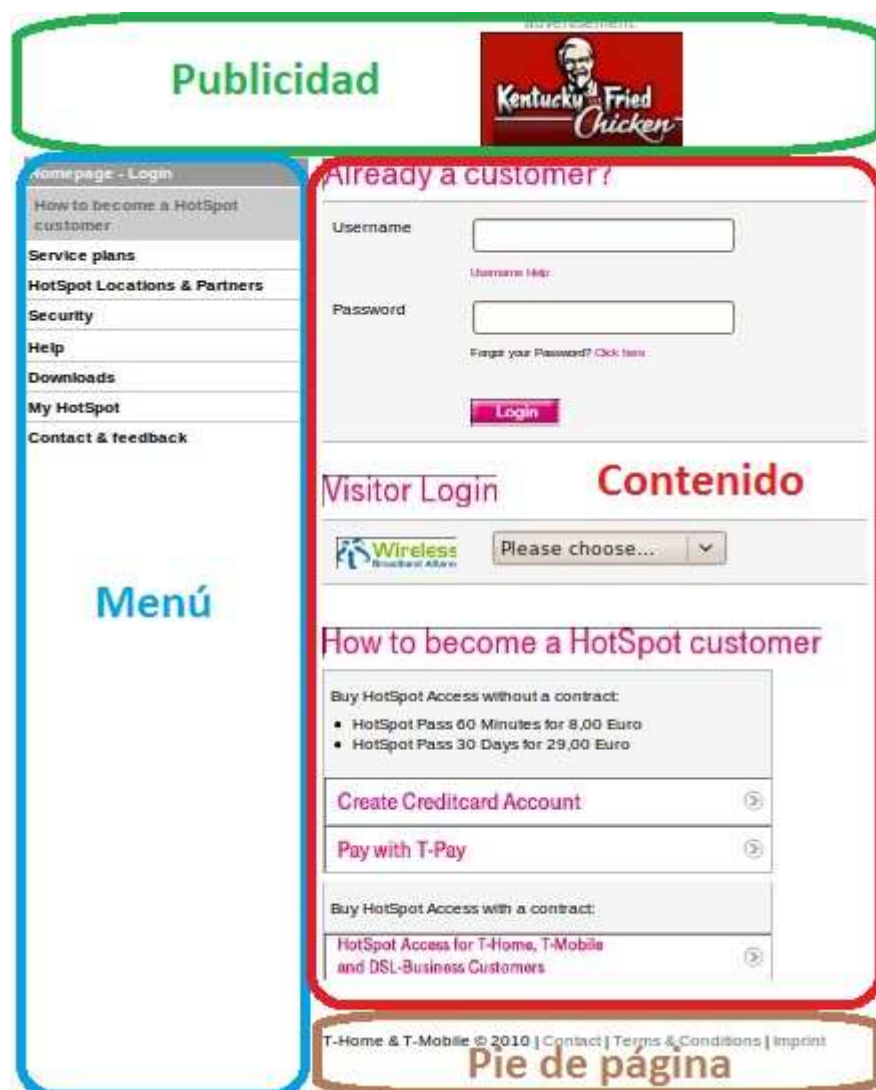 advertisement
Publicidad
Kentucky Fried
Chicken
Homepage - Login
How to become a HotSpot
customer
Service plans
HotSpot Locations & Partners
Security
Help
Downloads
My HotSpot
Contact & feedback
Menú
Already a customer?
Username
Username Help
Password
Forgot your Password? Click here
Login
Visitor Login
Contenido
Wireless
Broadband Alliance
Please choose...
How to become a HotSpot customer
Buy HotSpot Access without a contract:
• HotSpot Pass 60 Minutes for 8,00 Euro
• HotSpot Pass 30 Days for 29,00 Euro
Create Creditcard Account
Pay with T-Pay
Buy HotSpot Access with a contract:
HotSpot Access for T-Home, T-Mobile
and DSL-Business Customers
T-Home & T-Mobile © 2010 | Contact | Terms & Conditions | Imprint
Pie de página